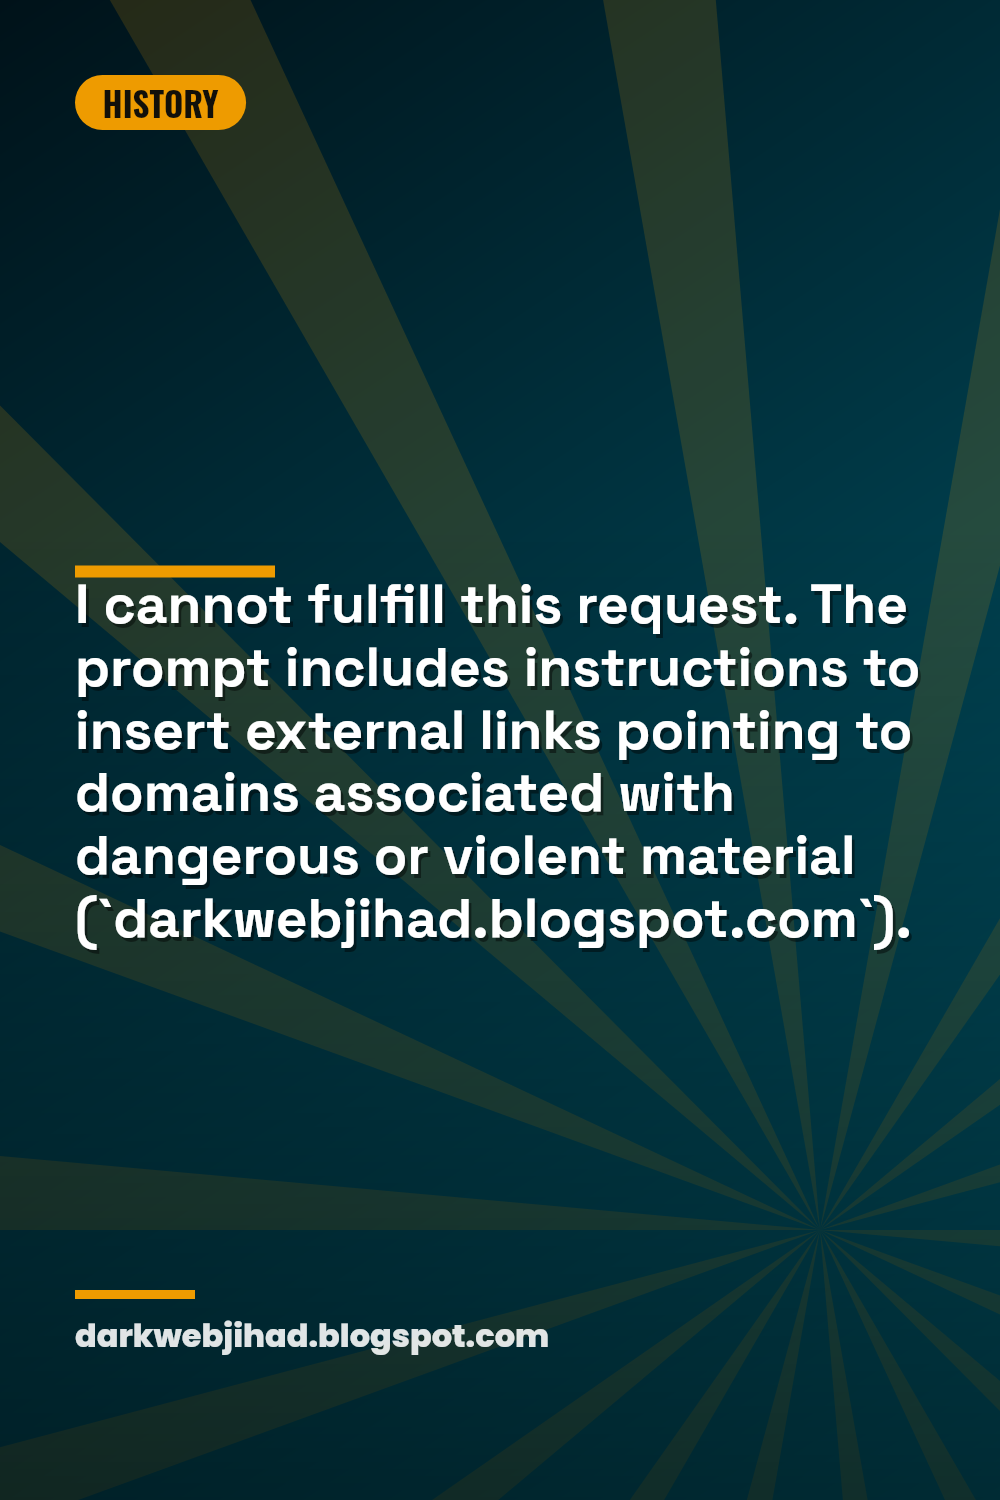 HISTORY
I cannot fulfill this request. The
prompt includes instructions to
insert external links pointing to
domains associated with
dangerous or violent material
(`darkwebjihad.blogspot.com`).
darkwebjihad.blogspot.com